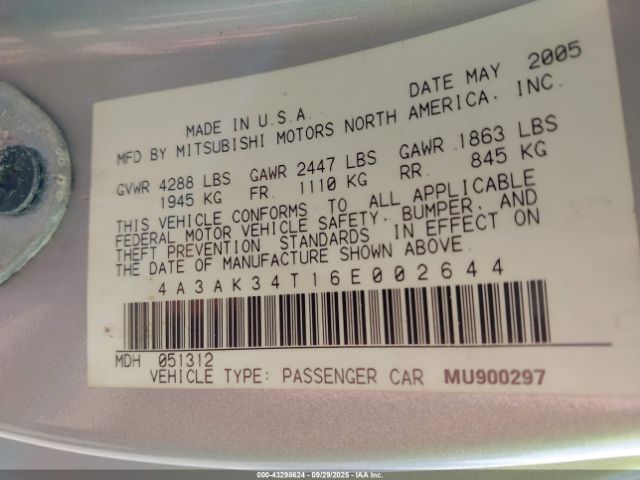 MADE IN U.S.A. DATE MAY 2005
MFD BY MITSUBISHI MOTORS NORTH AMERICA, INC.
GVWR 4288 LBS GAWR 2447 LBS GAWR 1863 LBS
1945 KG FR. 1110 KG RR. 845 KG
THIS VEHICLE CONFORMS TO ALL APPLICABLE
FEDERAL MOTOR VEHICLE SAFETY, BUMPER, AND
THEFT PREVENTION STANDARDS IN EFFECT ON
THE DATE OF MANUFACTURE SHOWN ABOVE.
4A3AK34T16E002644
MDH 051312
VEHICLE TYPE: PASSENGER CAR MU900297
000-43298624 | 09/29/2025 | IAA Inc.